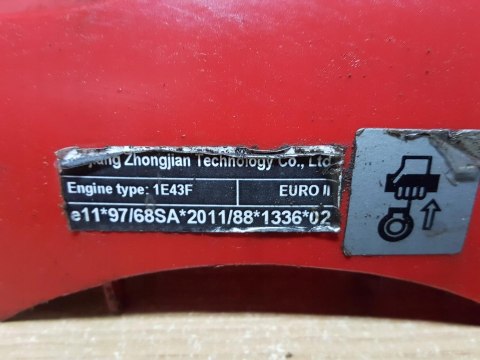 Zhongjian Technology Co., Ltd
Engine type: 1E43F EURO II
e11*97/68SA*2011/88*1336*02